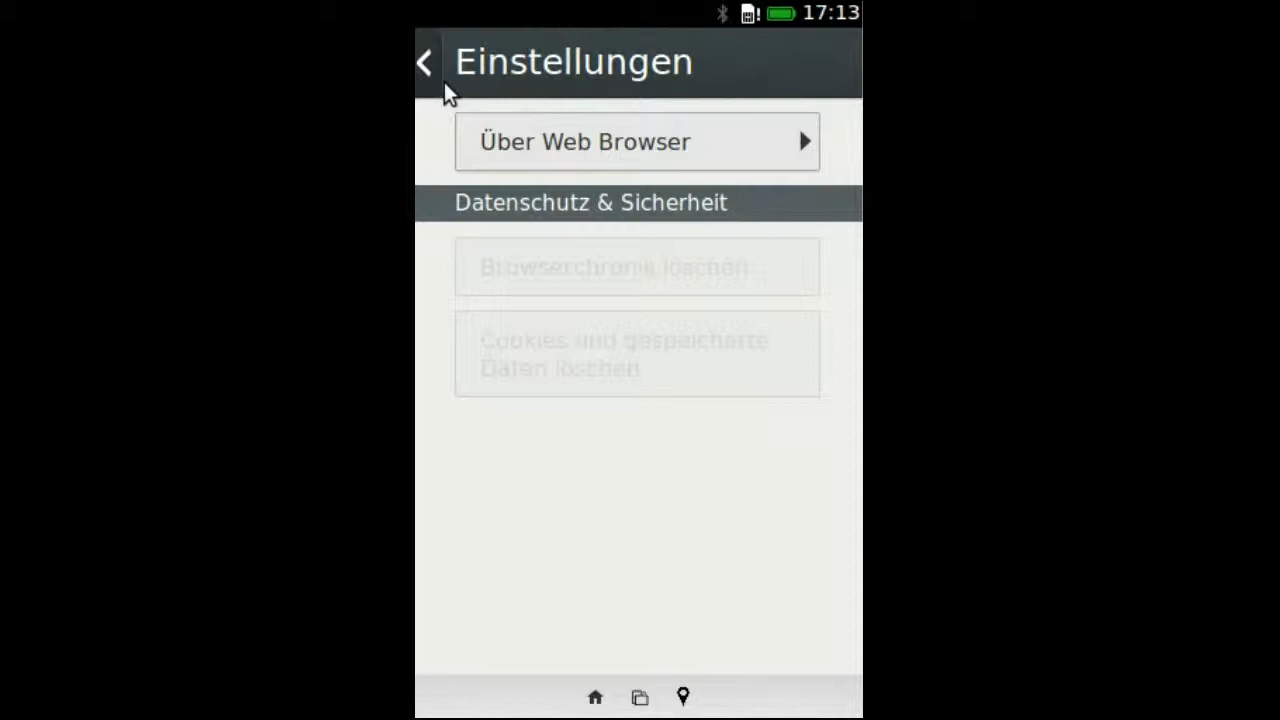 17:13
Einstellungen
Über Web Browser
Datenschutz & Sicherheit
Browserchronik löschen
Cookies und gespeicherte
Daten löschen